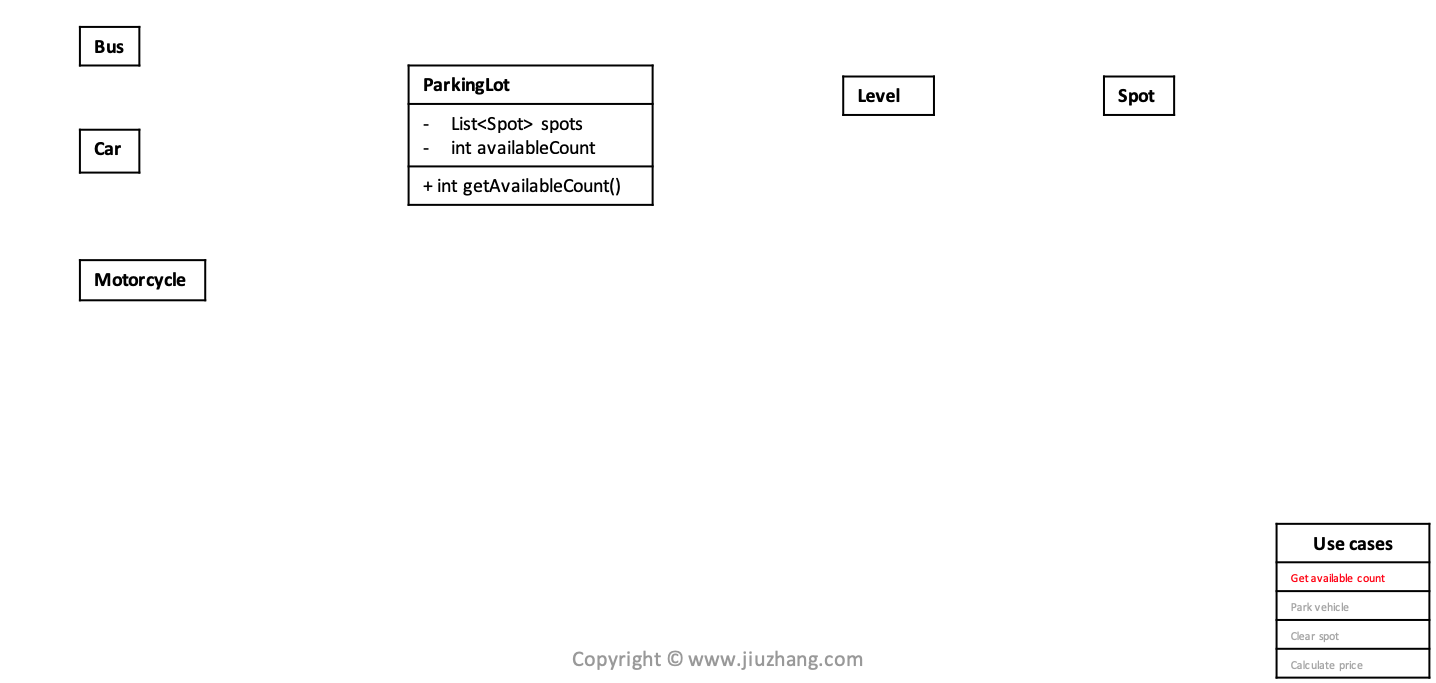 Bus
Car
Motorcycle
ParkingLot
- List<Spot> spots
- int availableCount
+ int getAvailableCount()
Level
Spot
Use cases
Get available count
Park vehicle
Clear spot
Calculate price
Copyright © www.jiuzhang.com